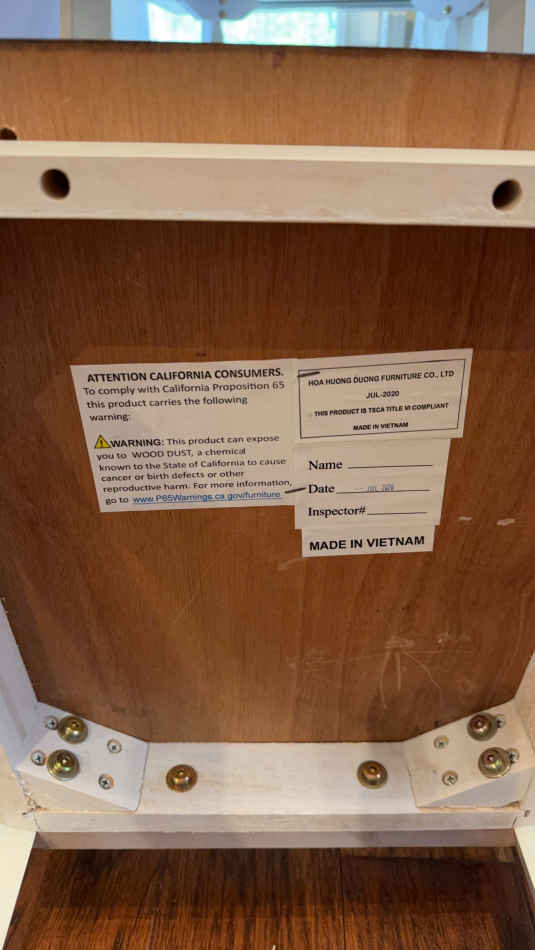 ATTENTION CALIFORNIA CONSUMERS.
To comply with California Proposition 65
this product carries the following
warning:
WARNING: This product can expose
you to WOOD DUST, a chemical
known to the State of California to cause
cancer or birth defects or other
reproductive harm. For more information,
go to www.P65Warnings.ca.gov/furniture.
HOA HUONG DUONG FURNITURE CO., LTD
JUL-2020
THIS PRODUCT IS TSCA TITLE VI COMPLIANT
MADE IN VIETNAM
Name
Date -- JUL 2020
Inspector#
MADE IN VIETNAM